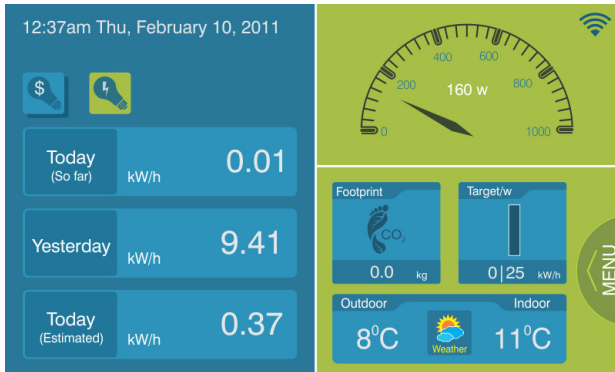 12:37am Thu, February 10, 2011
$
Today
(So far)
kW/h
0.01
Yesterday
kW/h
9.41
Today
(Estimated)
kW/h
0.37
0
200
400
600
800
1000
160 w
Footprint
CO₂
0.0 kg
Target/w
0|25 kW/h
MENU
Outdoor
Indoor
8⁰C
Weather
11⁰C